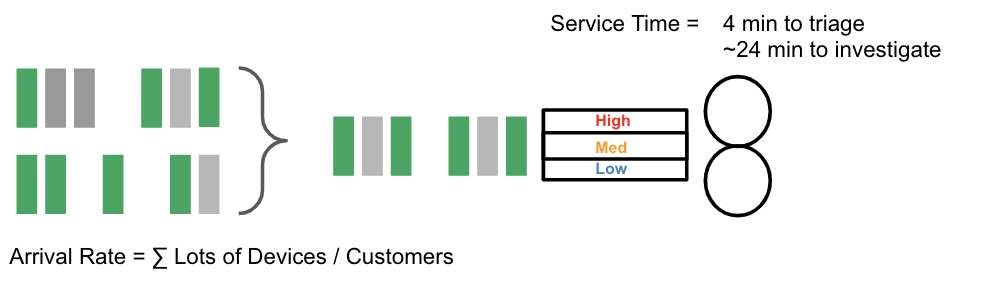 Service Time = 4 min to triage
~24 min to investigate
High
Med
Low
Arrival Rate = ∑ Lots of Devices / Customers